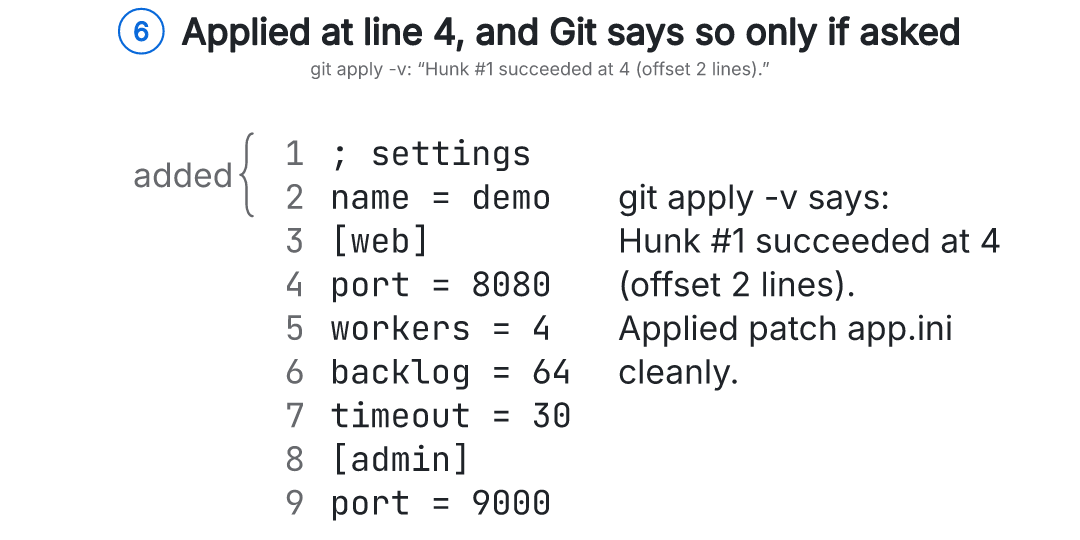 6 Applied at line 4, and Git says so only if asked
git apply -v: “Hunk #1 succeeded at 4 (offset 2 lines).”
added
1 ; settings
2 name = demo
3 [web]
4 port = 8080
5 workers = 4
6 backlog = 64
7 timeout = 30
8 [admin]
9 port = 9000
git apply -v says:
Hunk #1 succeeded at 4
(offset 2 lines).
Applied patch app.ini
cleanly.